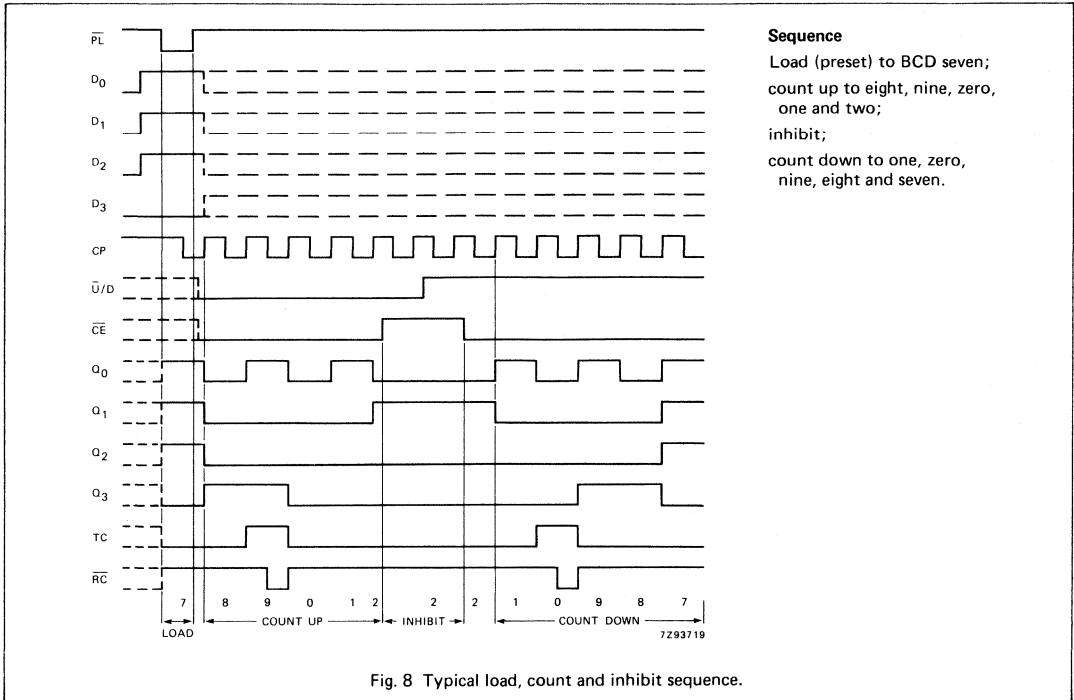 Sequence
Load (preset) to BCD seven;
count up to eight, nine, zero,
one and two;
inhibit;
count down to one, zero,
nine, eight and seven.
P̅L̅
D0
D1
D2
D3
CP
U̅/D
C̅E̅
Q0
Q1
Q2
Q3
TC
R̅C̅
7 8 9 0 1 2 2 2 1 0 9 8 7
LOAD COUNT UP INHIBIT COUNT DOWN
7Z93719
Fig. 8 Typical load, count and inhibit sequence.